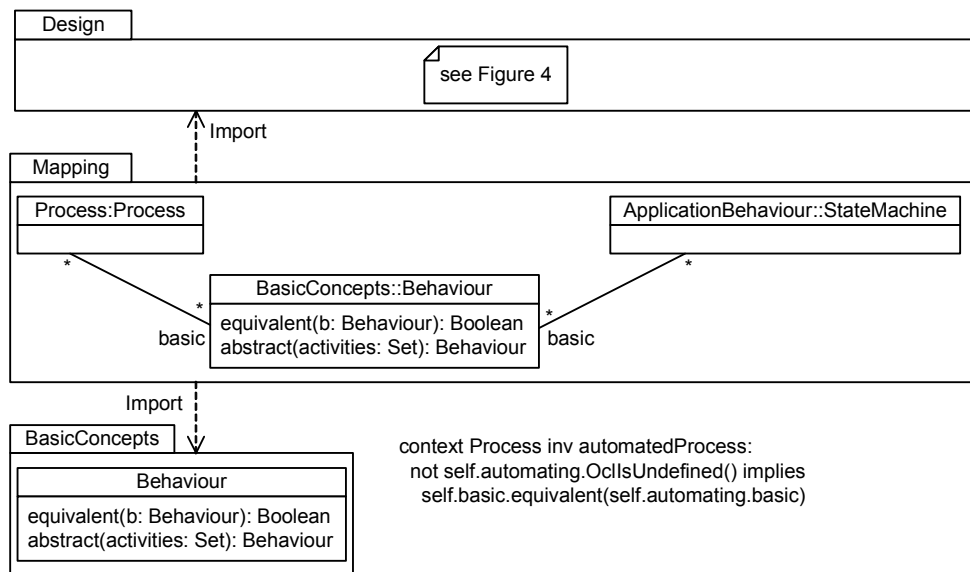 Design
see Figure 4
Import
Mapping
Process:Process
ApplicationBehaviour::StateMachine
*
*
BasicConcepts::Behaviour
*
*
equivalent(b: Behaviour): Boolean
basic
basic
abstract(activities: Set): Behaviour
Import
BasicConcepts
Behaviour
equivalent(b: Behaviour): Boolean
abstract(activities: Set): Behaviour
context Process inv automatedProcess:
not self.automating.OclIsUndefined() implies
self.basic.equivalent(self.automating.basic)